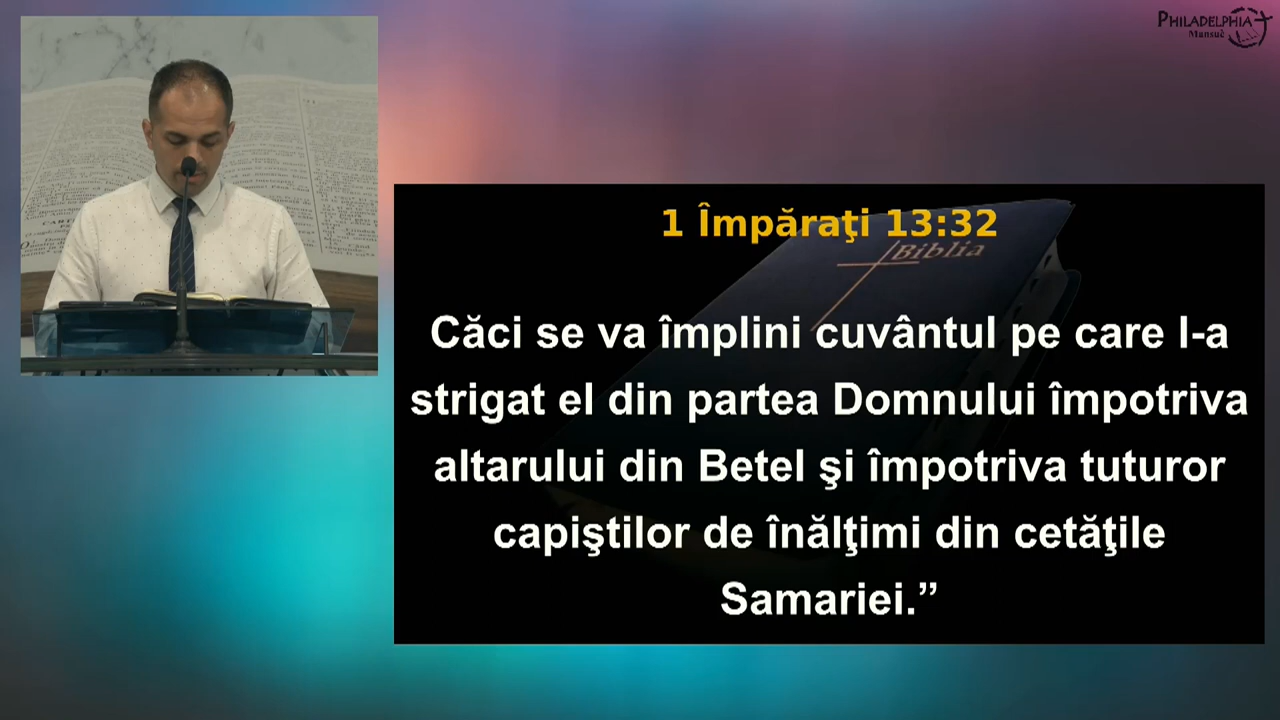 PHILADELPHIA
Mansuè
1 Împăraţi 13:32
Biblia
Căci se va împlini cuvântul pe care l-a
strigat el din partea Domnului împotriva
altarului din Betel şi împotriva tuturor
capiştilor de înălţimi din cetăţile
Samariei.”